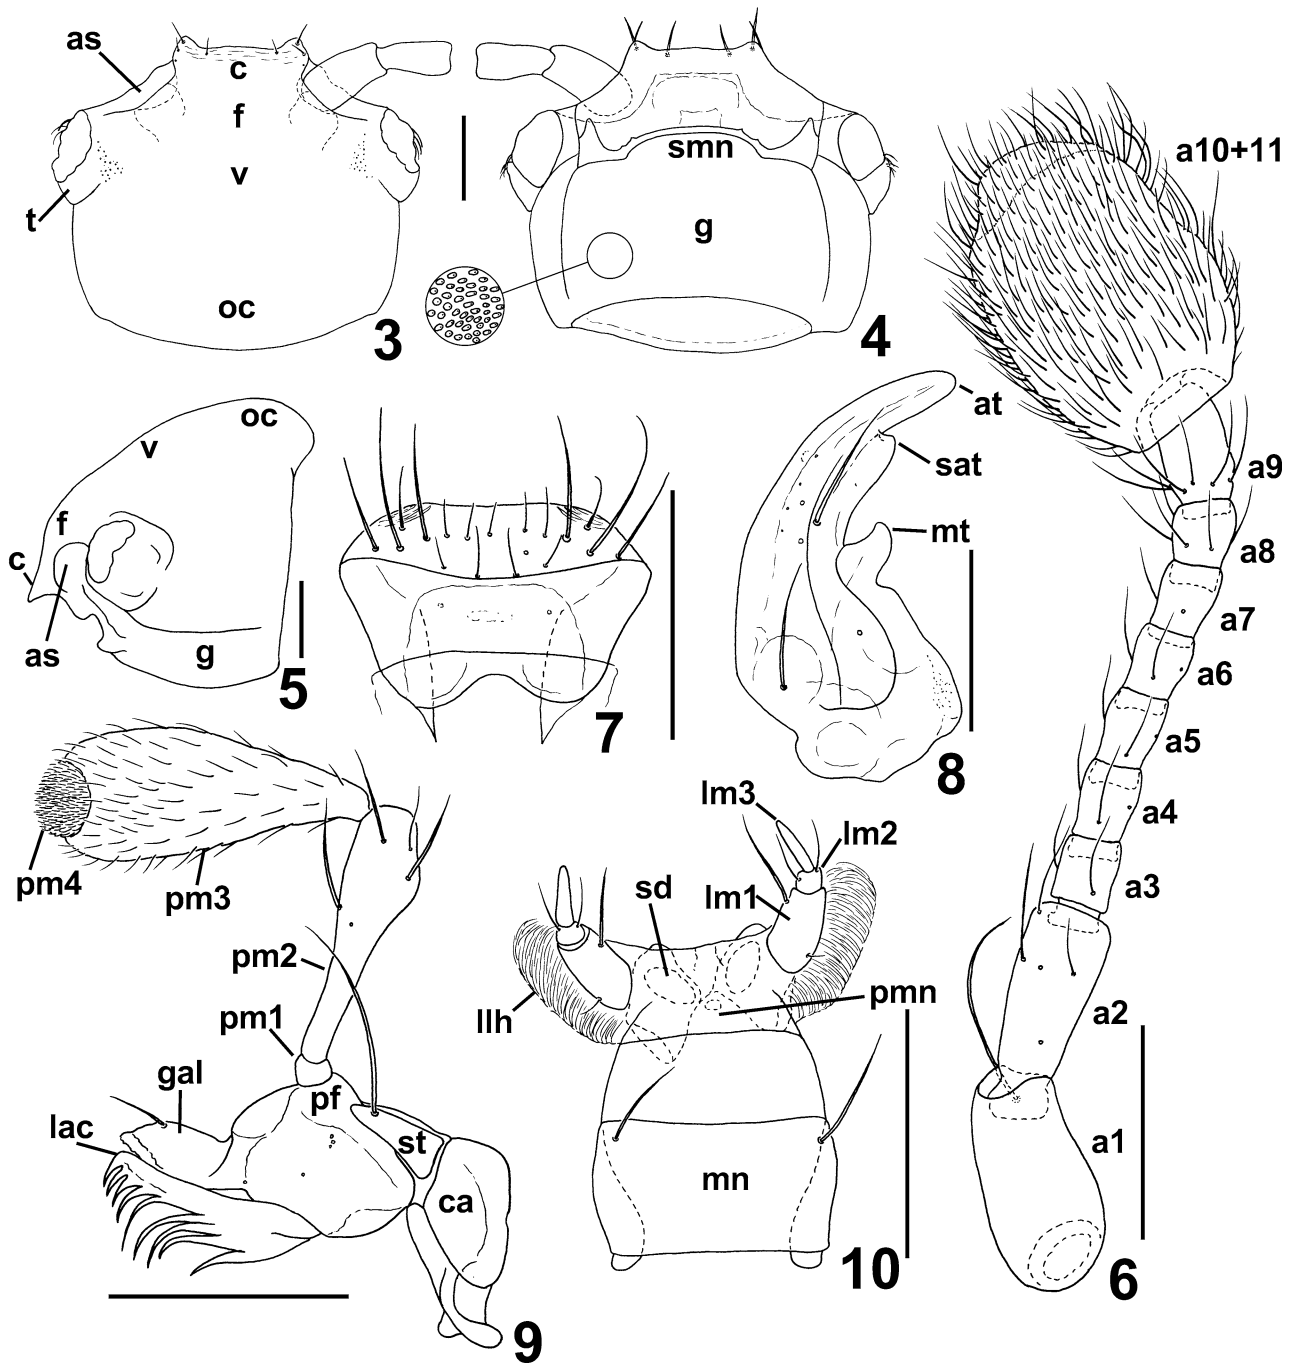 as
c
f
v
t
oc
3
smn
g
4
a10+11
oc
v
f
c
as
g
5
7
at
sat
mt
8
a9
a8
a7
a6
a5
a4
a3
a2
a1
6
pm4
pm3
pm2
pm1
gal
pf
lac
st
ca
9
lm3
lm2
sd
lm1
pmn
llh
mn
10